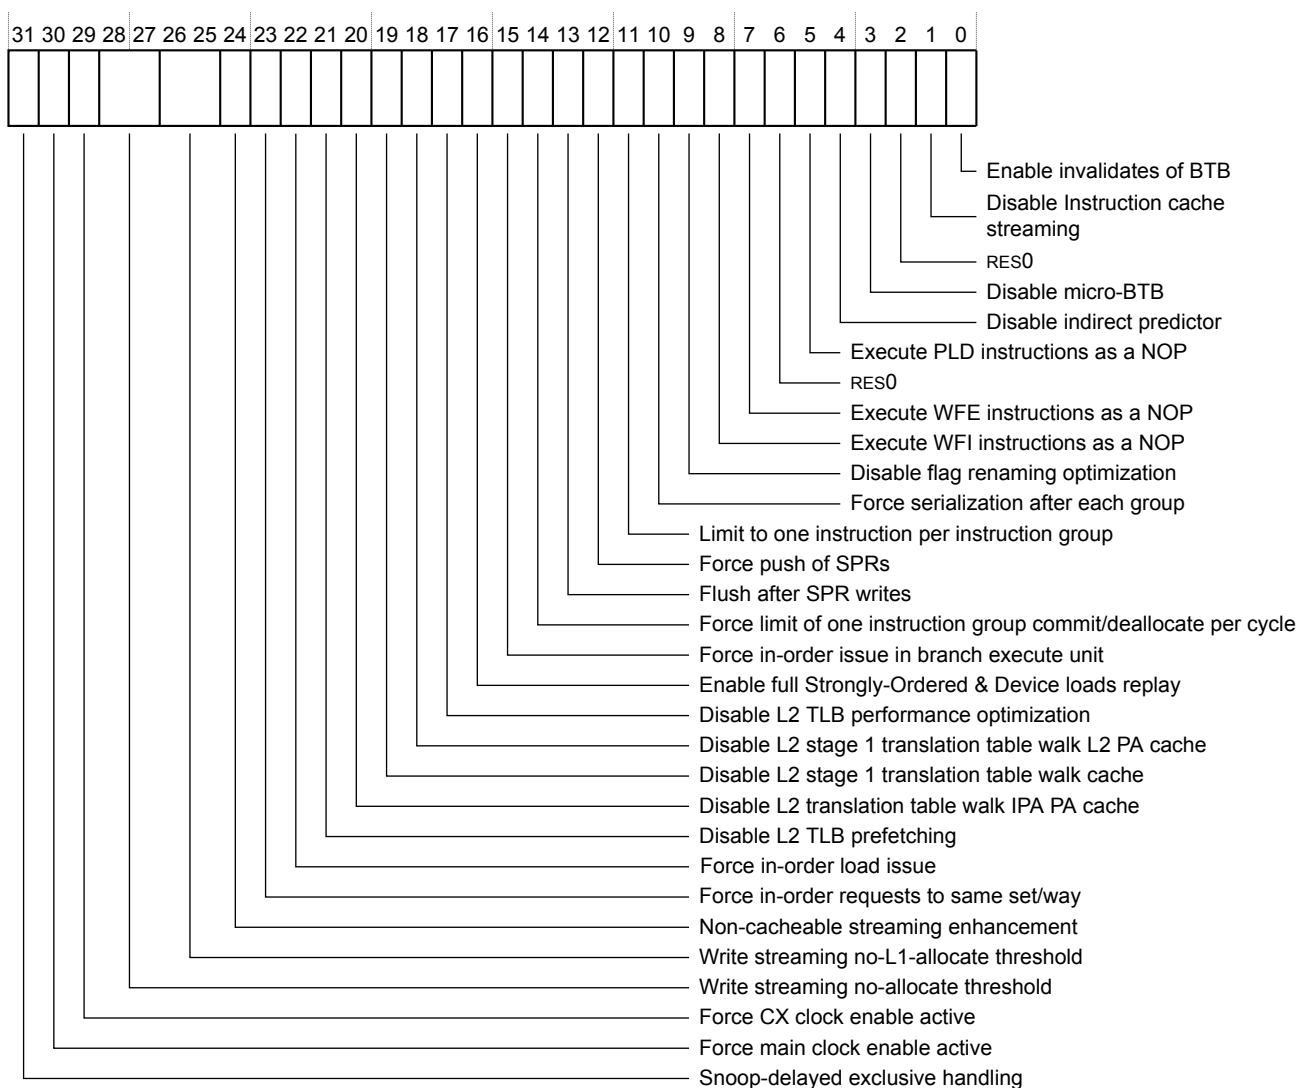 31 30 29 28 27 26 25 24 23 22 21 20 19 18 17 16 15 14 13 12 11 10 9 8 7 6 5 4 3 2 1 0
Enable invalidates of BTB
Disable Instruction cache
streaming
RES0
Disable micro-BTB
Disable indirect predictor
Execute PLD instructions as a NOP
RES0
Execute WFE instructions as a NOP
Execute WFI instructions as a NOP
Disable flag renaming optimization
Force serialization after each group
Limit to one instruction per instruction group
Force push of SPRs
Flush after SPR writes
Force limit of one instruction group commit/deallocate per cycle
Force in-order issue in branch execute unit
Enable full Strongly-Ordered & Device loads replay
Disable L2 TLB performance optimization
Disable L2 stage 1 translation table walk L2 PA cache
Disable L2 stage 1 translation table walk cache
Disable L2 translation table walk IPA PA cache
Disable L2 TLB prefetching
Force in-order load issue
Force in-order requests to same set/way
Non-cacheable streaming enhancement
Write streaming no-L1-allocate threshold
Write streaming no-allocate threshold
Force CX clock enable active
Force main clock enable active
Snoop-delayed exclusive handling